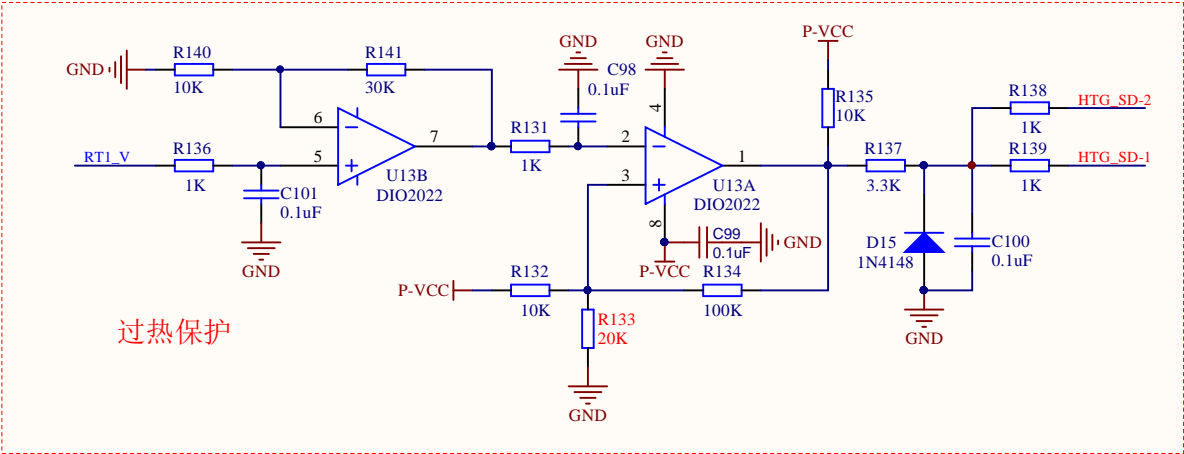 P-VCC
GND
GND
R140
R141
C98
GND
10K
30K
0.1uF
R135
10K
R138
HTG_SD-2
1K
6
7
R131
1K
4
2
1
R137
3.3K
R139
HTG_SD-1
1K
RT1_V
R136
1K
5
U13B
DIO2022
3
U13A
DIO2022
C101
0.1uF
8
C99
0.1uF
GND
D15
1N4148
C100
0.1uF
GND
P-VCC
P-VCC
R132
10K
R134
100K
R133
20K
GND
GND
过热保护